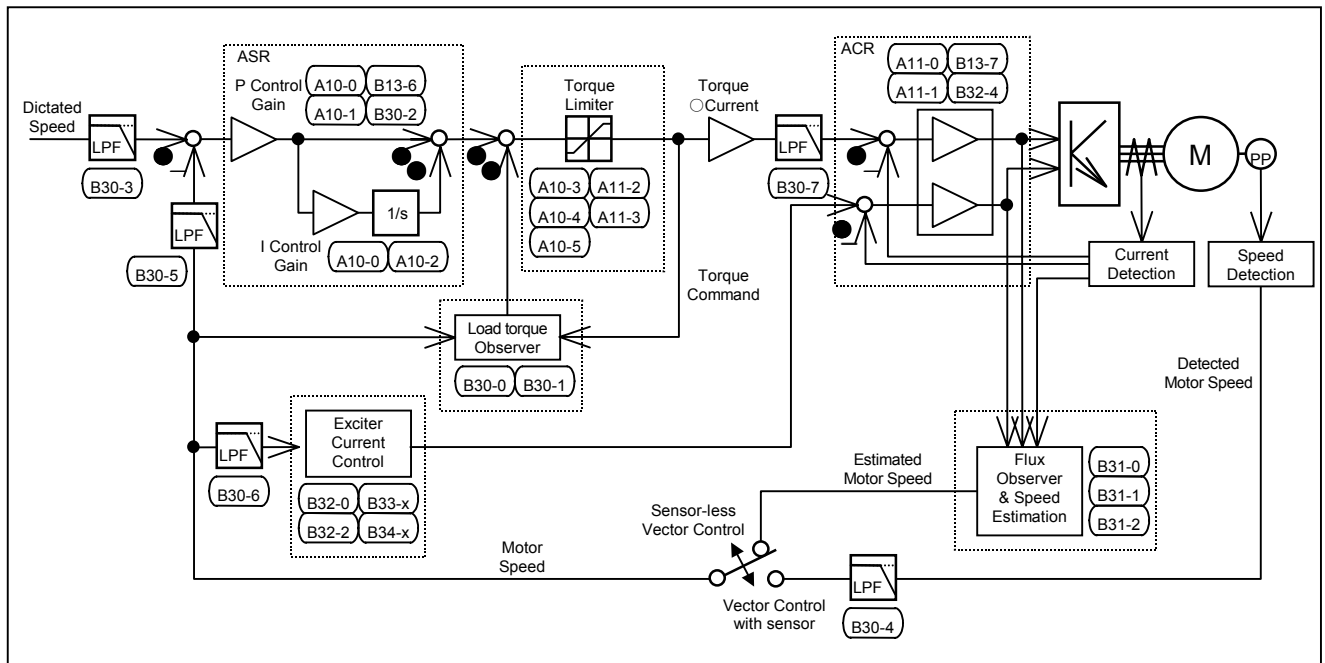 ASR
P Control
Gain
A10-0 B13-6
A10-1 B30-2
Dictated
Speed
LPF
B30-3
LPF
B30-5
1/s
I Control
Gain
A10-0 A10-2
Torque
Limiter
A10-3 A11-2
A10-4 A11-3
A10-5
Torque
○Current
LPF
B30-7
ACR
A11-0 B13-7
A11-1 B32-4
M
PP
Current
Detection
Speed
Detection
Torque
Command
Load torque
Observer
B30-0 B30-1
Detected
Motor Speed
LPF
B30-6
Exciter
Current
Control
B32-0 B33-x
B32-2 B34-x
Estimated
Motor Speed
Flux
Observer
& Speed
Estimation
B31-0
B31-1
B31-2
Sensor-less
Vector Control
Motor
Speed
Vector Control
with sensor
LPF
B30-4